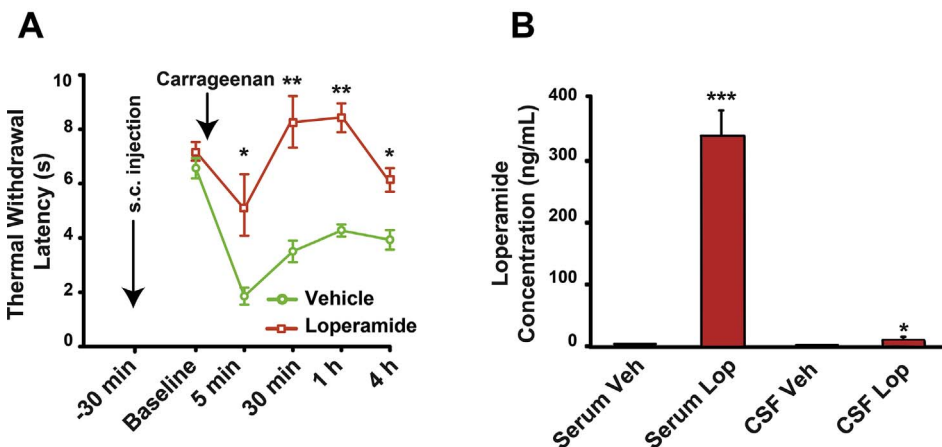 A
Thermal Withdrawal
Latency (s)
10
8
6
4
2
0
s.c. injection
Carrageenan
*
**
**
*
Vehicle
Loperamide
-30 min
Baseline
5 min
30 min
1 h
4 h
B
Loperamide
Concentration (ng/mL)
400
300
200
100
0
***
*
Serum Veh
Serum Lop
CSF Veh
CSF Lop